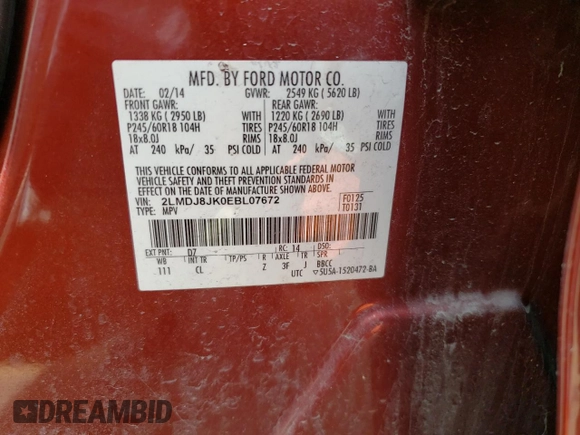 MFD. BY FORD MOTOR CO.
DATE: 02/14 GVWR: 2549 KG ( 5620 LB)
FRONT GAWR: REAR GAWR:
1338 KG ( 2950 LB) WITH 1220 KG ( 2690 LB) WITH
P245/60R18 104H TIRES P245/60R18 104H TIRES
18x8.0J RIMS 18x8.0J RIMS
AT 240 kPa/ 35 PSI COLD AT 240 kPa/ 35 PSI COLD
THIS VEHICLE CONFORMS TO ALL APPLICABLE FEDERAL MOTOR
VEHICLE SAFETY AND THEFT PREVENTION STANDARDS IN
EFFECT ON THE DATE OF MANUFACTURE SHOWN ABOVE.
VIN: 2LMDJ8JK0EBL07672 F0125
TYPE: MPV T0131
EXT PNT: D7 RC: 14 DSO:
WB INT TR TP/PS R AXLE TR SPR
111 CL Z 3F J BBCC
UTC ▽5U5A-1520472-BA
DREAMBID